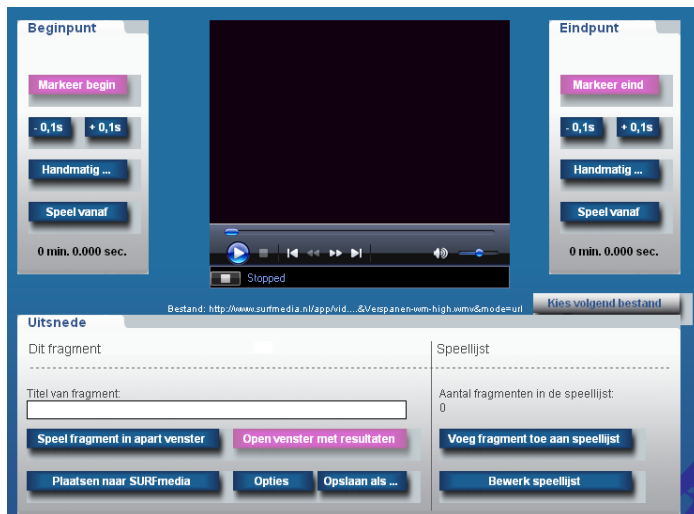 Beginpunt
Markeer begin
- 0,1s + 0,1s
Handmatig ...
Speel vanaf
0 min. 0.000 sec.
Stopped
Eindpunt
Markeer eind
- 0,1s + 0,1s
Handmatig ...
Speel vanaf
0 min. 0.000 sec.
Bestand: http://www.surfmedia.nl/app/vid....&Verspanen-wm-high.wmv&mode=url
Kies volgend bestand
Uitsnede
Dit fragment
Titel van fragment:
Speel fragment in apart venster Open venster met resultaten
Plaatsen naar SURFmedia Opties Opslaan als ...
Speellijst
Aantal fragmenten in de speellijst:
0
Voeg fragment toe aan speellijst
Bewerk speellijst